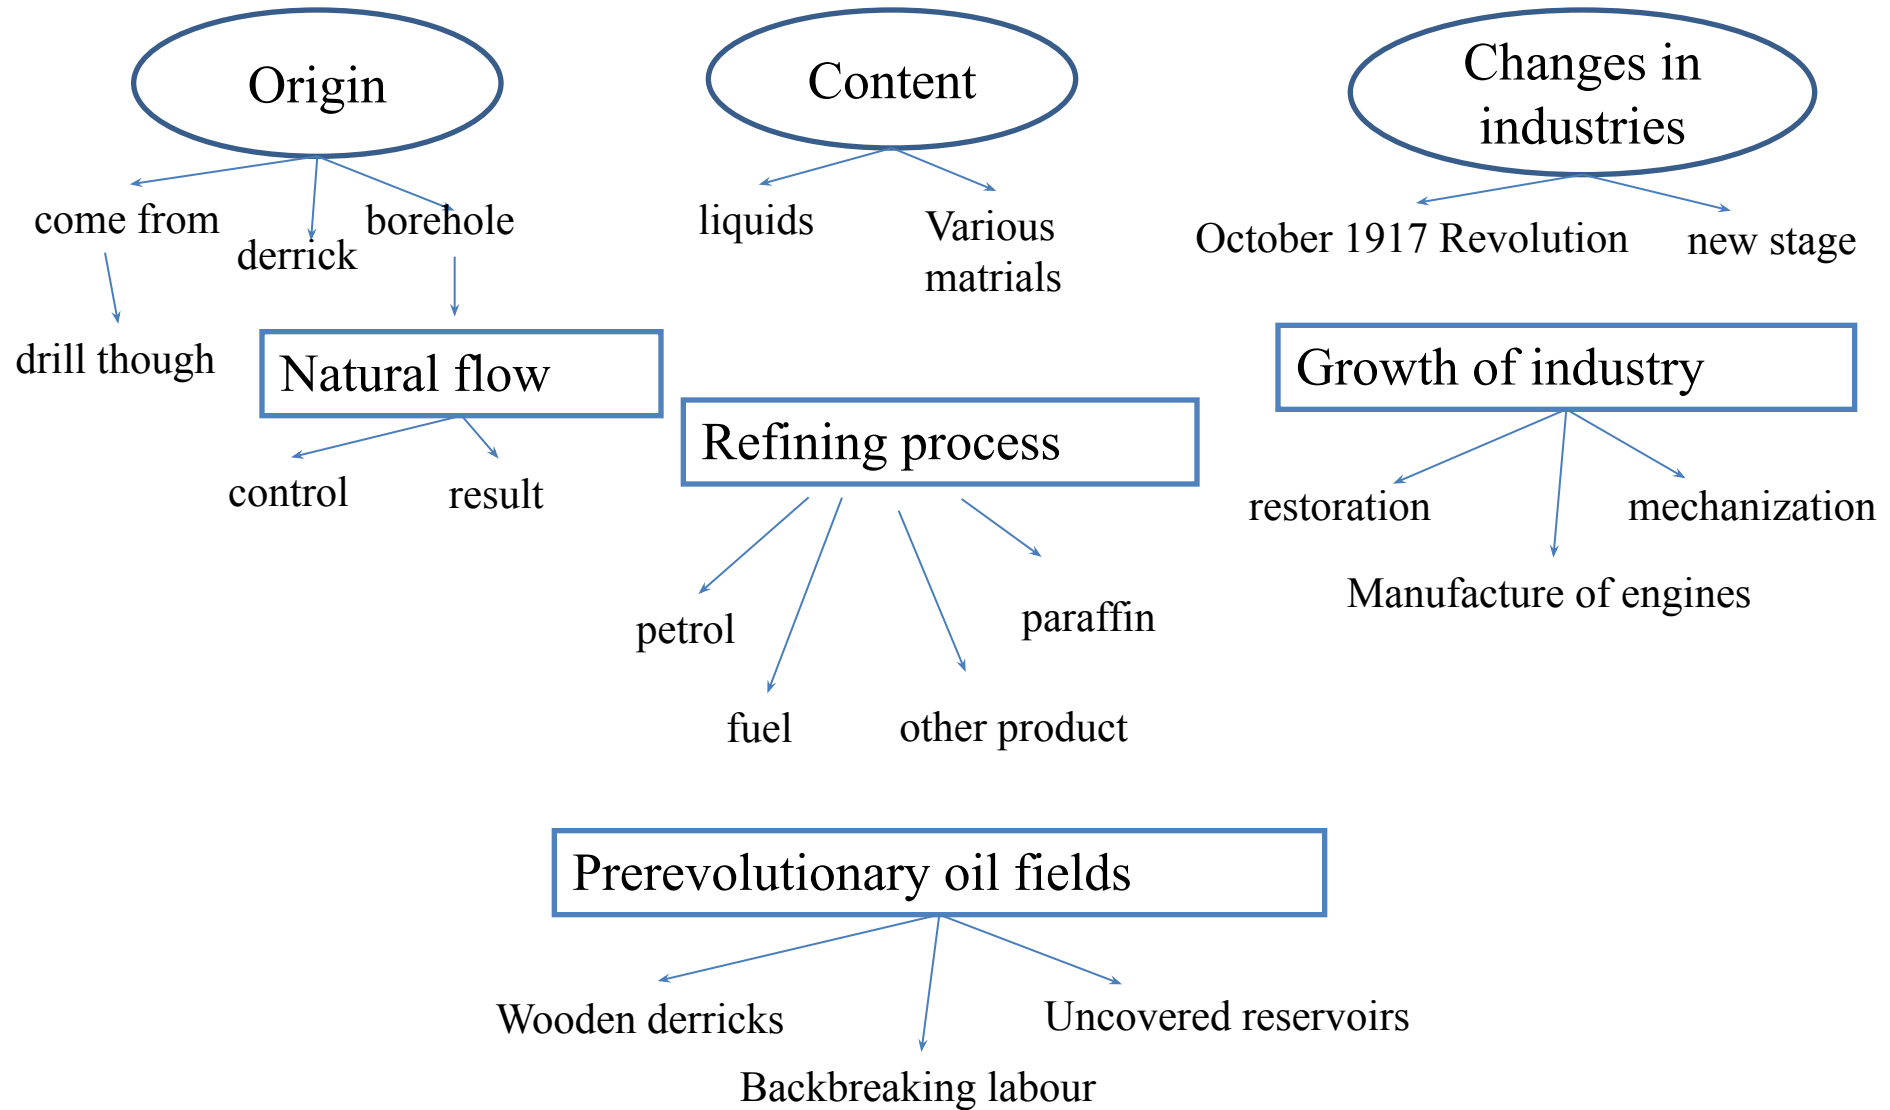 Origin
come from
derrick
borehole
drill though
Natural flow
control
result
Content
liquids
Various
matrials
Refining process
petrol
fuel
other product
paraffin
Changes in
industries
October 1917 Revolution
new stage
Growth of industry
restoration
mechanization
Manufacture of engines
Prerevolutionary oil fields
Wooden derricks
Backbreaking labour
Uncovered reservoirs